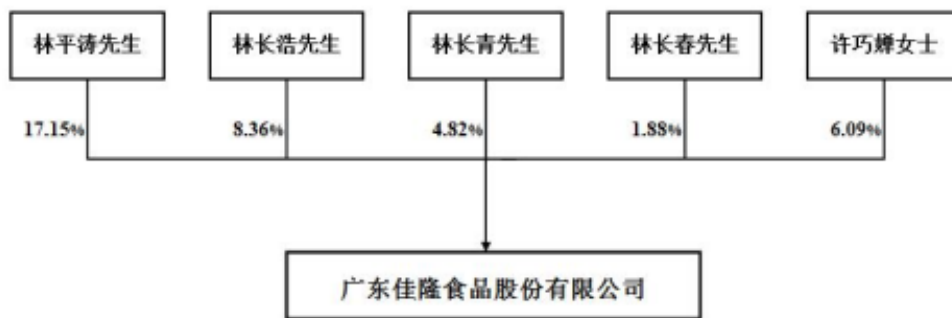 林平涛先生
林长浩先生
林长青先生
林长春先生
许巧婵女士
17.15%
8.36%
4.82%
1.88%
6.09%
广东佳隆食品股份有限公司